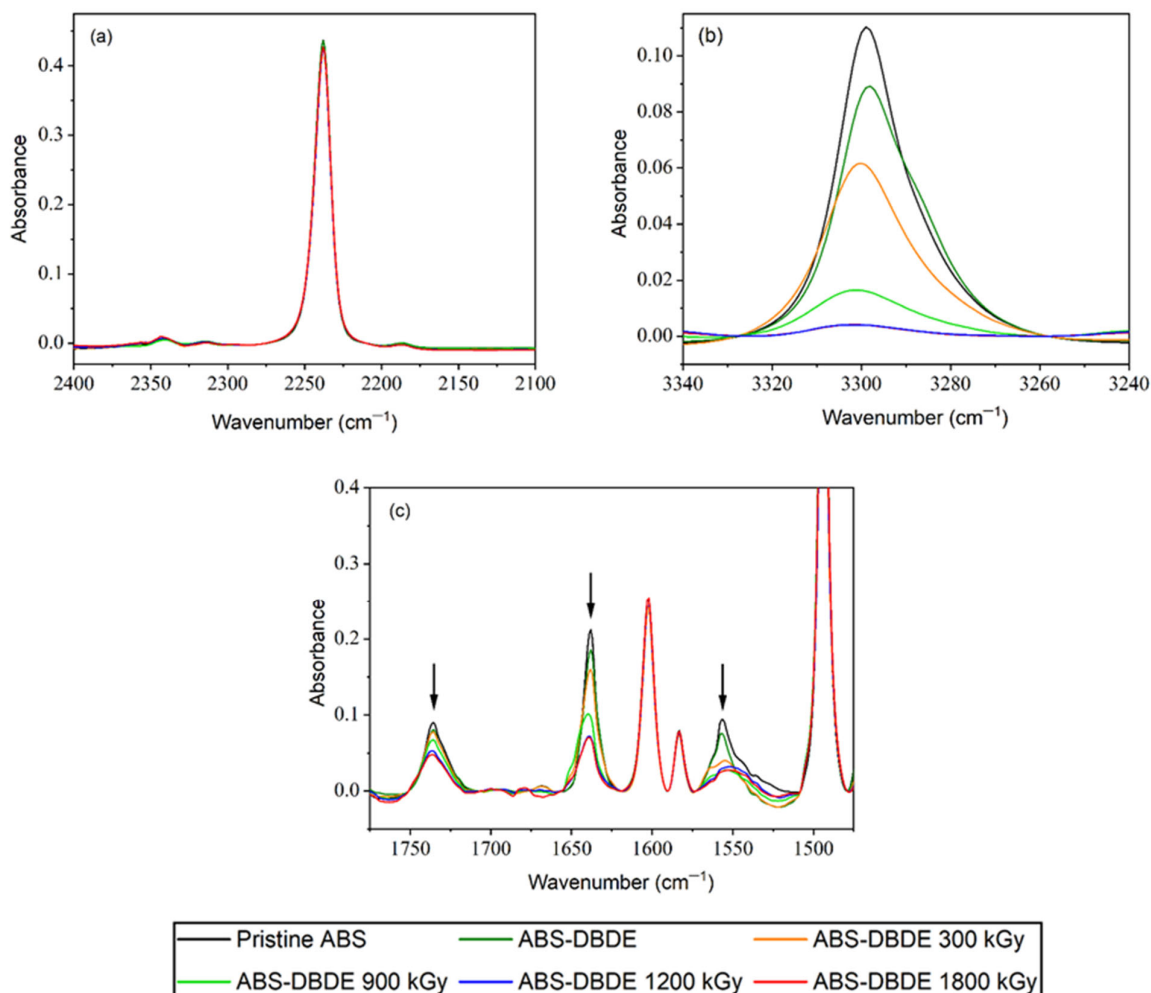 (a)
0.4
0.3
0.2
0.1
0.0
Absorbance
2400 2350 2300 2250 2200 2150 2100
Wavenumber (cm⁻¹)
(b)
0.10
0.08
0.06
0.04
0.02
0.00
Absorbance
3340 3320 3300 3280 3260 3240
Wavenumber (cm⁻¹)
(c)
0.4
0.3
0.2
0.1
0.0
Absorbance
1750 1700 1650 1600 1550 1500
Wavenumber (cm⁻¹)
Pristine ABS ABS-DBDE ABS-DBDE 300 kGy
ABS-DBDE 900 kGy ABS-DBDE 1200 kGy ABS-DBDE 1800 kGy